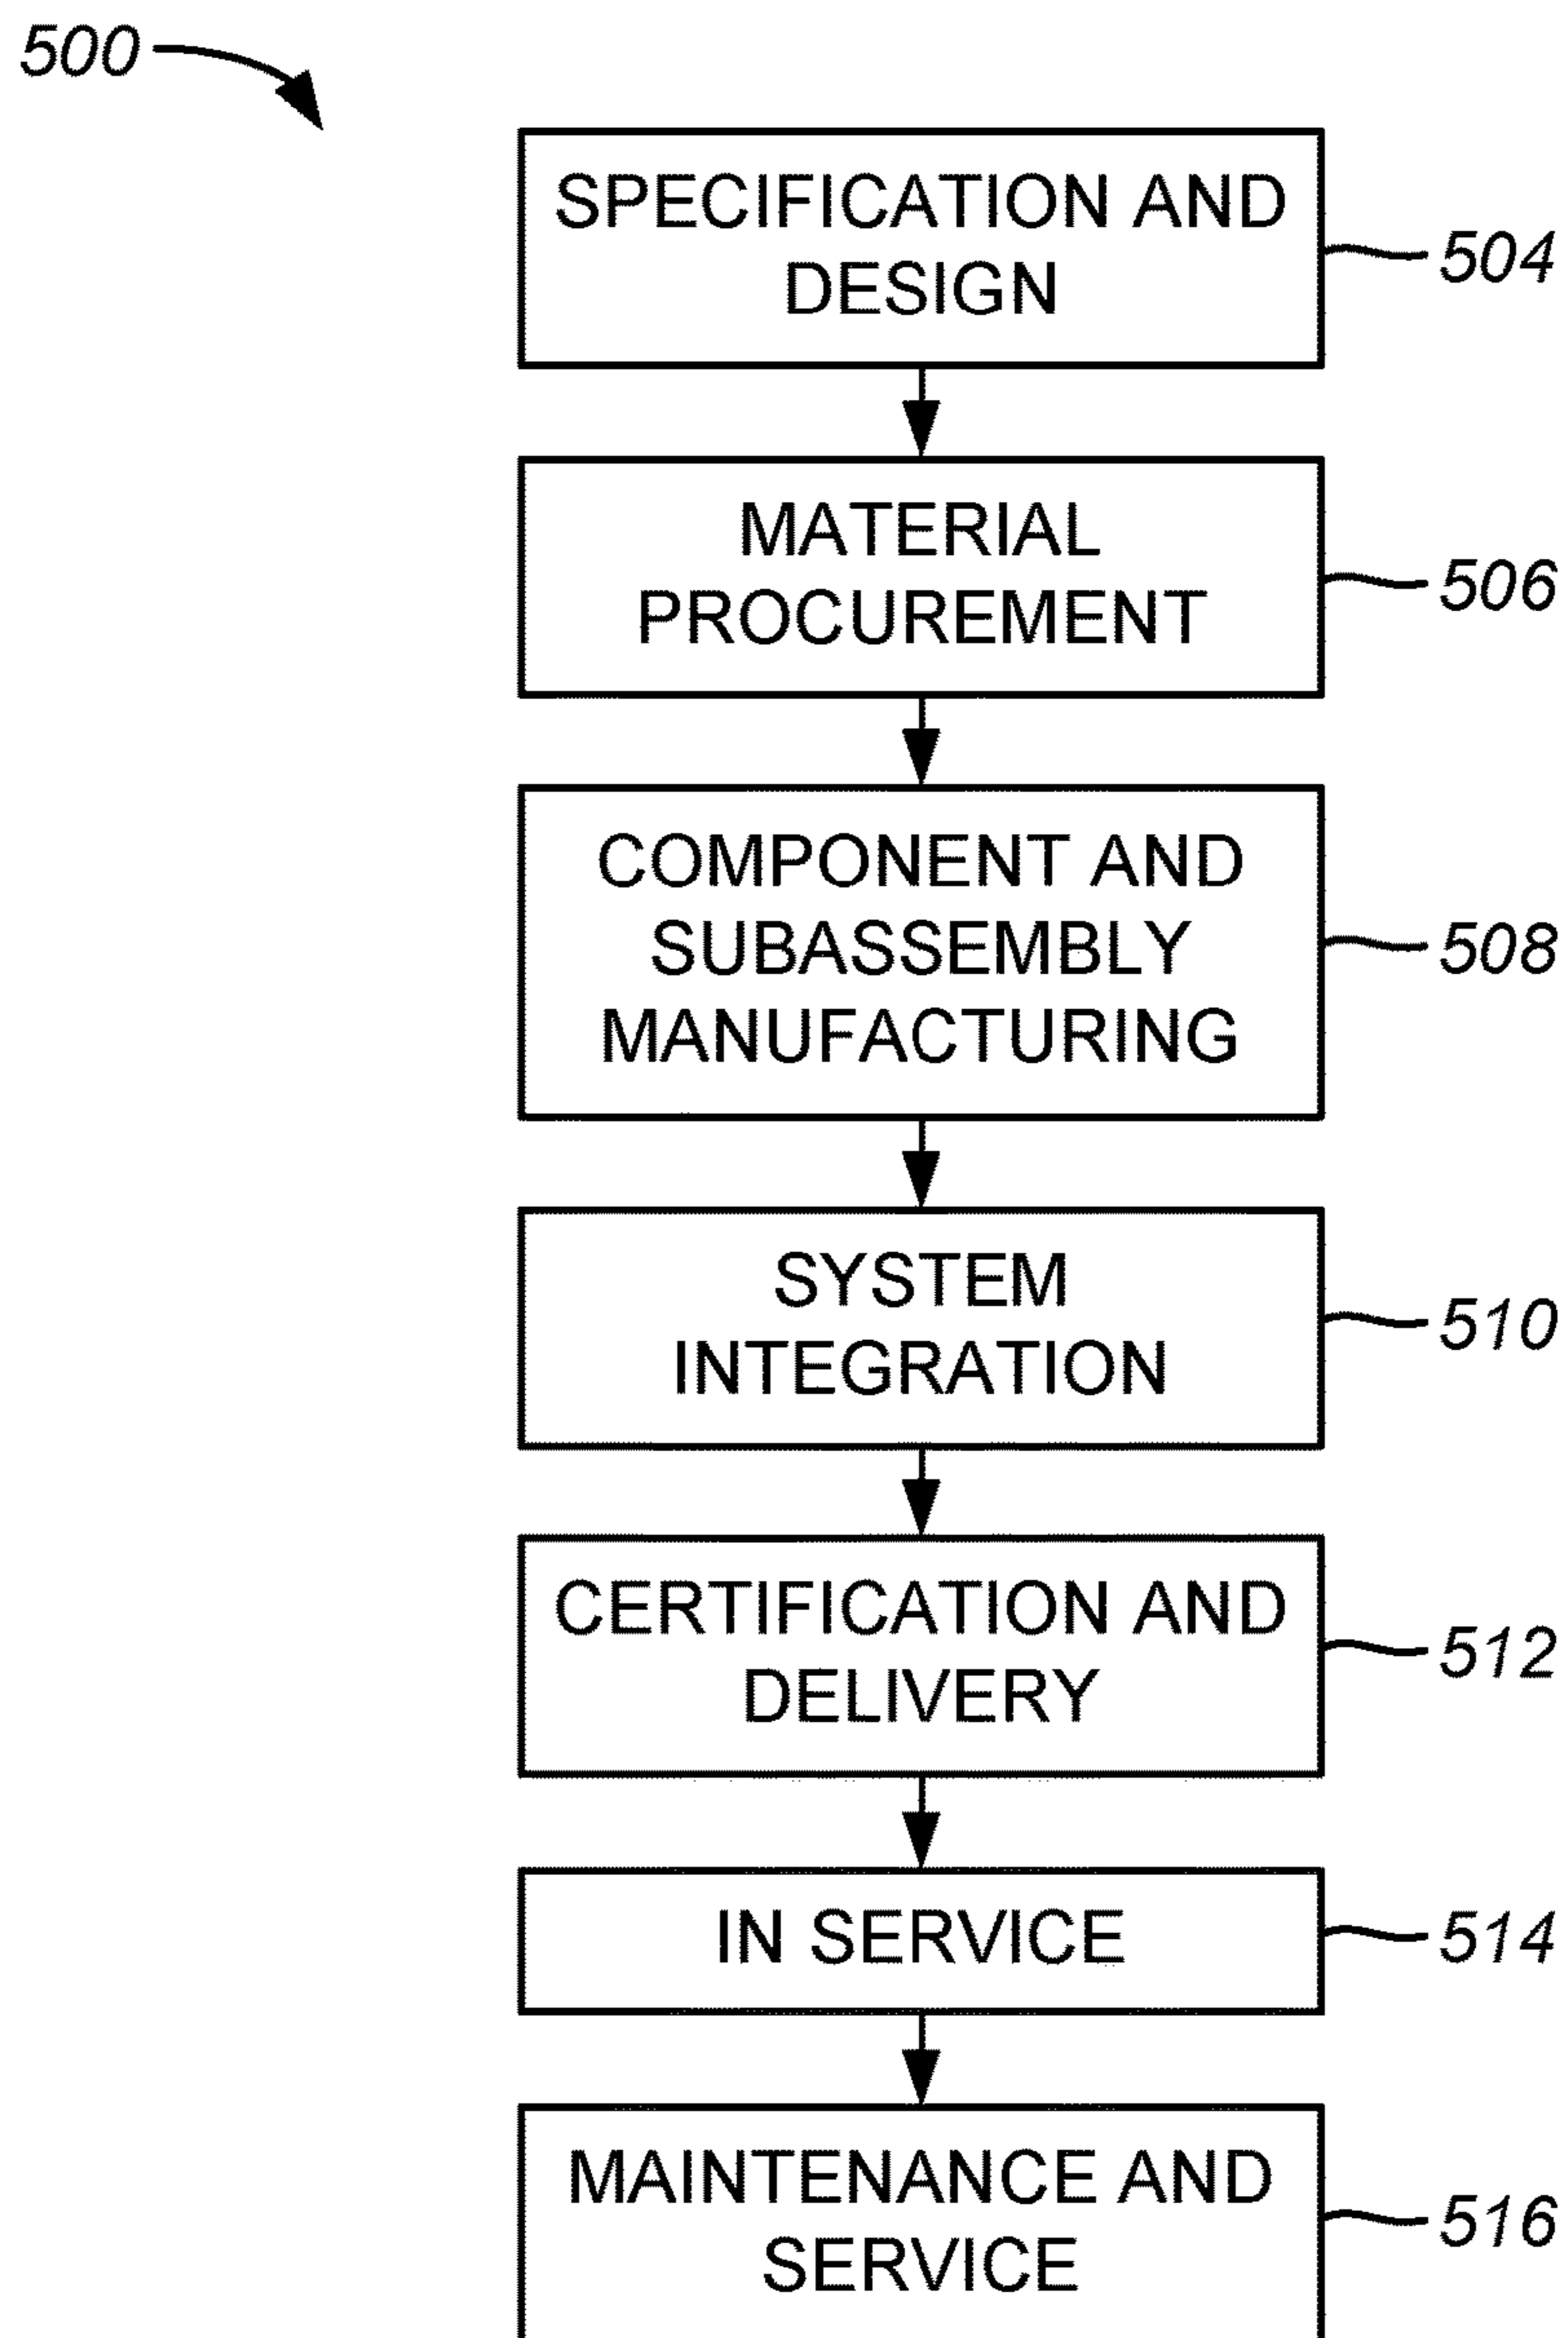 500
SPECIFICATION AND
DESIGN
504
MATERIAL
PROCUREMENT
506
COMPONENT AND
SUBASSEMBLY
MANUFACTURING
508
SYSTEM
INTEGRATION
510
CERTIFICATION AND
DELIVERY
512
IN SERVICE
514
MAINTENANCE AND
SERVICE
516